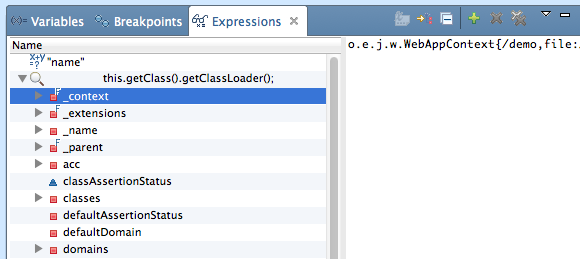 Variables Breakpoints Expressions
Name
"name"
this.getClass().getClassLoader();
_context
_extensions
_name
_parent
acc
classAssertionStatus
classes
defaultAssertionStatus
defaultDomain
domains
o.e.j.w.WebAppContext{/demo,file: